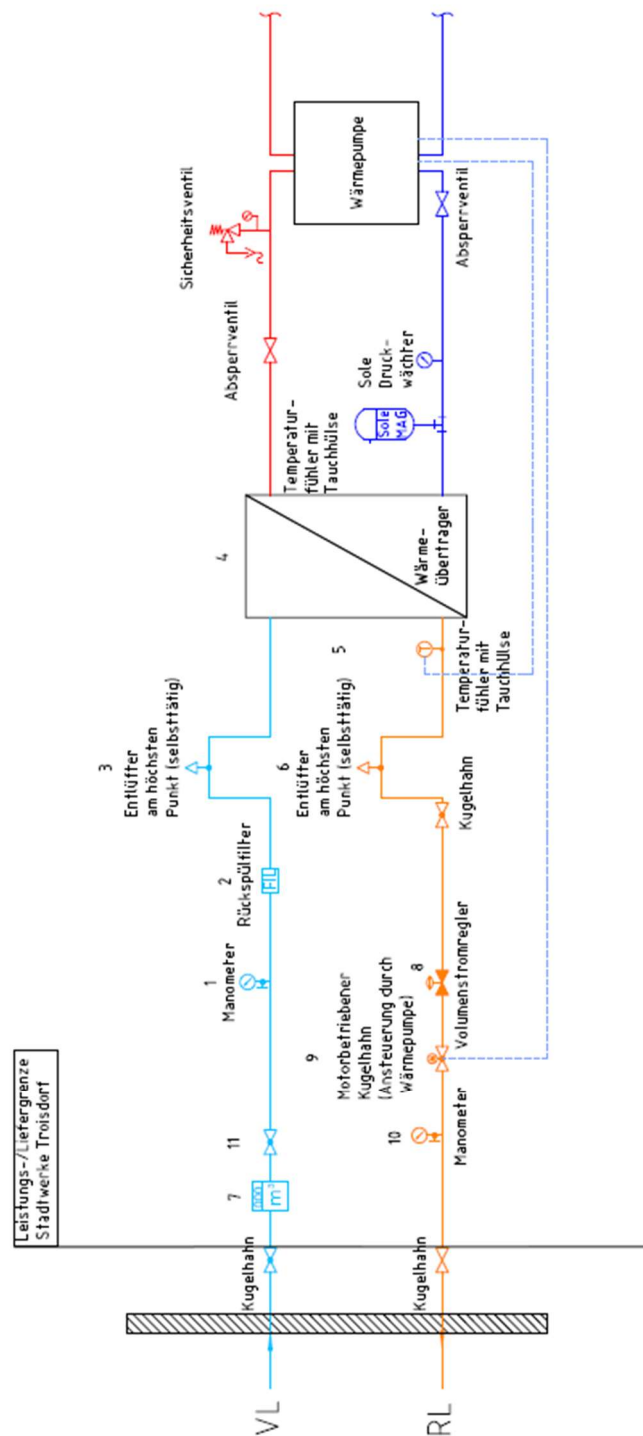 Leistungs-/Liefergrenze
Stadtwerke Troisdorf
VL
Kugelhahn
7
0000
m³
11
1
Manometer
2
Rückspülfilter
FIL
3
Entlüfter
am höchsten
Punkt (selbsttätig)
4
Wärme-
übertrager
Temperatur-
fühler mit
Tauchhülse
Absperrventil
Sicherheitsventil
Wärmepumpe
RL
Kugelhahn
10
Manometer
9
Motorbetriebener
Kugelhahn
(Ansteuerung durch
Wärmepumpe)
8
Volumenstromregler
Kugelhahn
6
Entlüfter
am höchsten
Punkt (selbsttätig)
5
T
Temperatur-
fühler mit
Tauchhülse
Sole
MAG
Sole
Druck-
wächter
Absperrventil